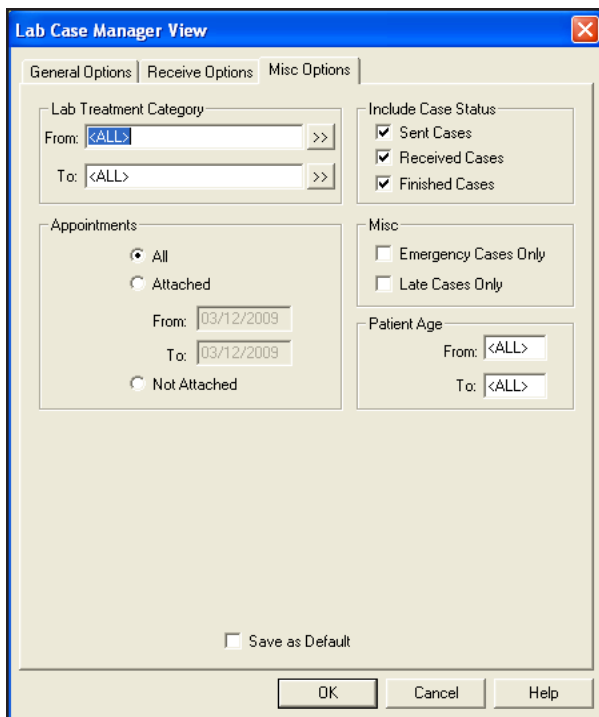 Lab Case Manager View
General Options
Receive Options
Misc Options
Lab Treatment Category
From: <ALL> >>
To: <ALL> >>
Include Case Status
Sent Cases
Received Cases
Finished Cases
Appointments
All
Attached
From: 03/12/2009
To: 03/12/2009
Not Attached
Misc
Emergency Cases Only
Late Cases Only
Patient Age
From: <ALL>
To: <ALL>
Save as Default
OK
Cancel
Help